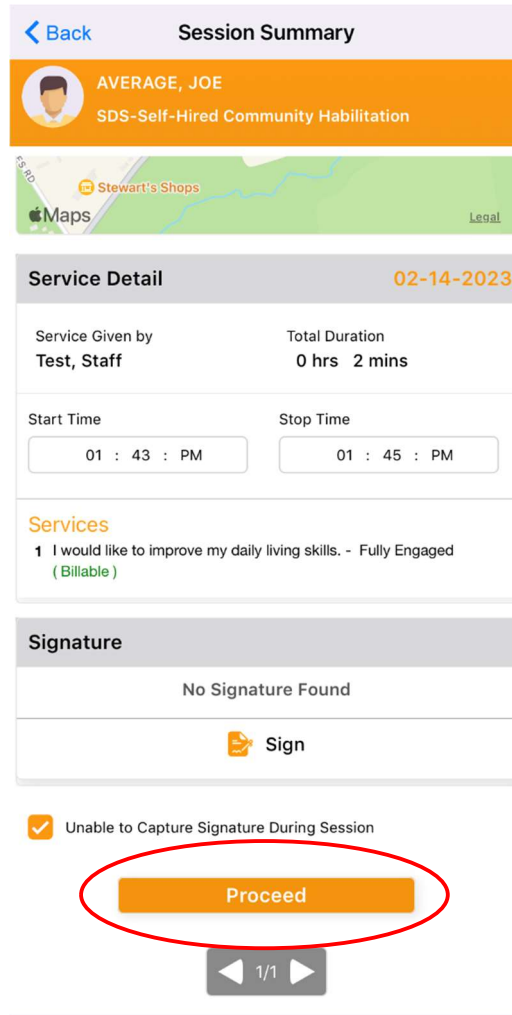 Back Session Summary
AVERAGE, JOE
SDS-Self-Hired Community Habilitation
ES RD
Stewart's Shops
Maps
Legal
Service Detail 02-14-2023
Service Given by Total Duration
Test, Staff 0 hrs 2 mins
Start Time Stop Time
01 : 43 : PM 01 : 45 : PM
Services
1 I would like to improve my daily living skills. - Fully Engaged
( Billable )
Signature
No Signature Found
Sign
Unable to Capture Signature During Session
Proceed
1/1